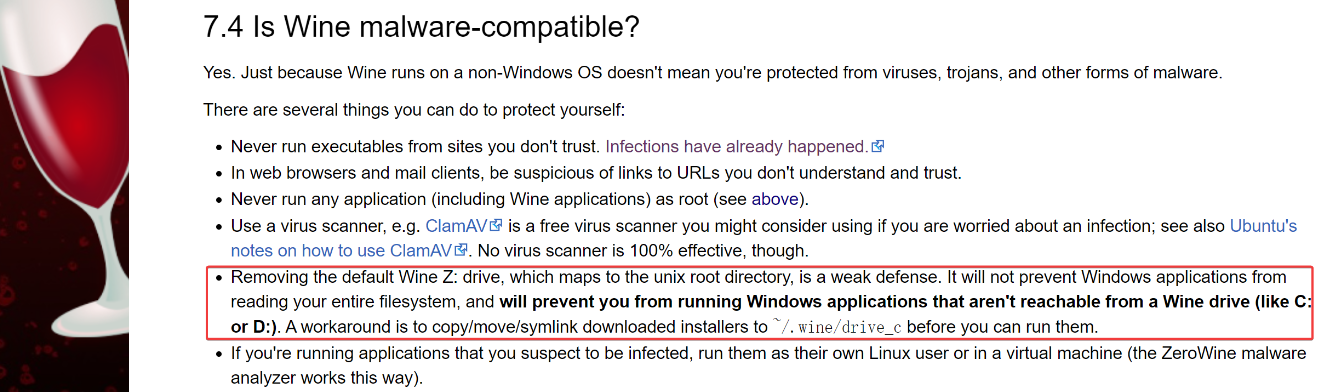 7.4 Is Wine malware-compatible?
Yes. Just because Wine runs on a non-Windows OS doesn't mean you're protected from viruses, trojans, and other forms of malware.
There are several things you can do to protect yourself:
• Never run executables from sites you don't trust. Infections have already happened.
• In web browsers and mail clients, be suspicious of links to URLs you don't understand and trust.
• Never run any application (including Wine applications) as root (see above).
• Use a virus scanner, e.g. ClamAV is a free virus scanner you might consider using if you are worried about an infection; see also Ubuntu's
notes on how to use ClamAV. No virus scanner is 100% effective, though.
• Removing the default Wine Z: drive, which maps to the unix root directory, is a weak defense. It will not prevent Windows applications from
reading your entire filesystem, and will prevent you from running Windows applications that aren't reachable from a Wine drive (like C:
or D:). A workaround is to copy/move/symlink downloaded installers to ~/.wine/drive_c before you can run them.
• If you're running applications that you suspect to be infected, run them as their own Linux user or in a virtual machine (the ZeroWine malware
analyzer works this way).